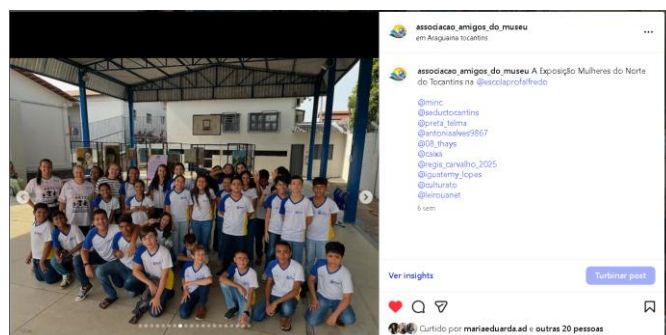 associacao_amigos_do_museu
em Araguaina tocantins
associacao_amigos_do_museu A Exposição Mulheres do Norte
do Tocantins na @escolaprofalfredo
@minc
@seductocantins
@preta_telma
@antoniaalves9867
@08_thays
@caixa
@regis_carvalho_2025
@iguatemy_lopes
@culturato
@leirouanet
6 sem
Ver insights
Turbinar post
Curtido por mariaeduarda.ad e outras 20 pessoas